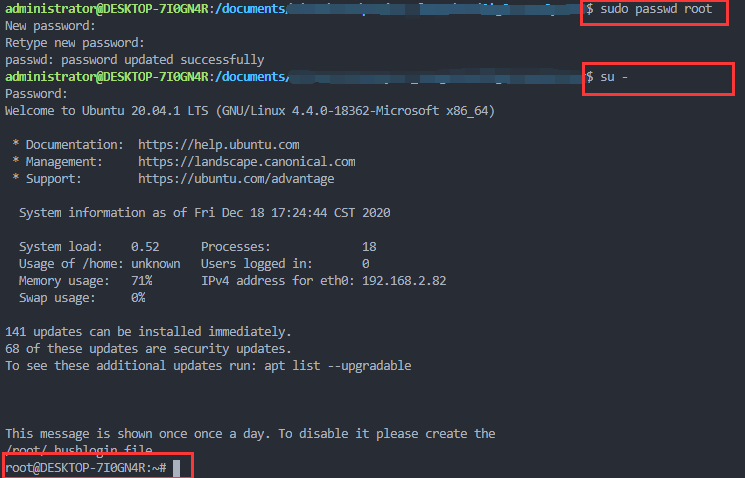 administrator@DESKTOP-7I0GN4R:/documents/ $ sudo passwd root
New password:
Retype new password:
passwd: password updated successfully
administrator@DESKTOP-7I0GN4R:/documents/ $ su -
Password:
Welcome to Ubuntu 20.04.1 LTS (GNU/Linux 4.4.0-18362-Microsoft x86_64)
* Documentation: https://help.ubuntu.com
* Management: https://landscape.canonical.com
* Support: https://ubuntu.com/advantage
System information as of Fri Dec 18 17:24:44 CST 2020
System load: 0.52 Processes: 18
Usage of /home: unknown Users logged in: 0
Memory usage: 71% IPv4 address for eth0: 192.168.2.82
Swap usage: 0%
141 updates can be installed immediately.
68 of these updates are security updates.
To see these additional updates run: apt list --upgradable
This message is shown once once a day. To disable it please create the
/root/.hushlogin file.
root@DESKTOP-7I0GN4R:~#